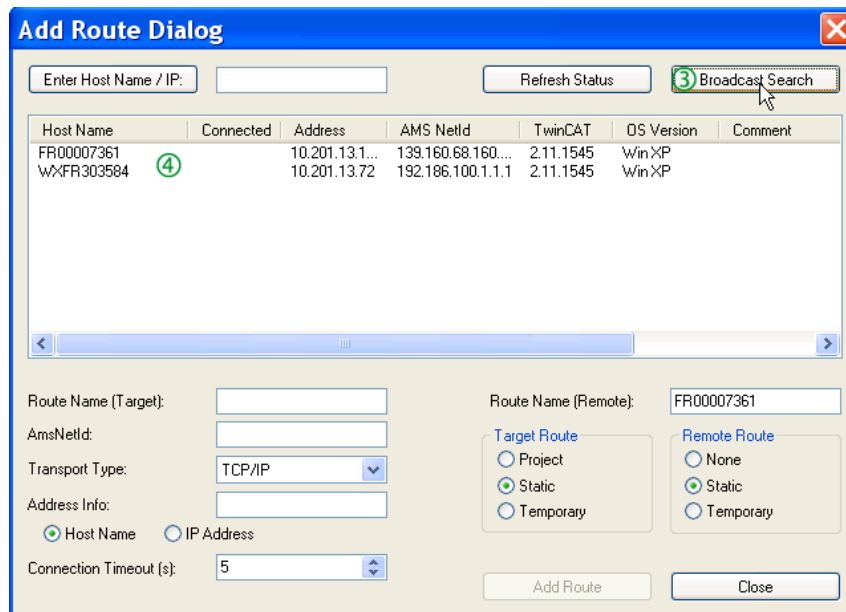 Add Route Dialog
Enter Host Name / IP: Refresh Status ③ Broadcast Search
Host Name Connected Address AMS NetId TwinCAT OS Version Comment
FR00007361 10.201.13.1... 139.160.68.160.... 2.11.1545 Win XP
WXFR303584 ④ 10.201.13.72 192.186.100.1.1.1 2.11.1545 Win XP
Route Name (Target): Route Name (Remote): FR00007361
AmsNetId: Target Route Remote Route
Transport Type: TCP/IP Project None
Address Info: Static Static
Host Name IP Address Temporary Temporary
Connection Timeout (s): 5
Add Route Close